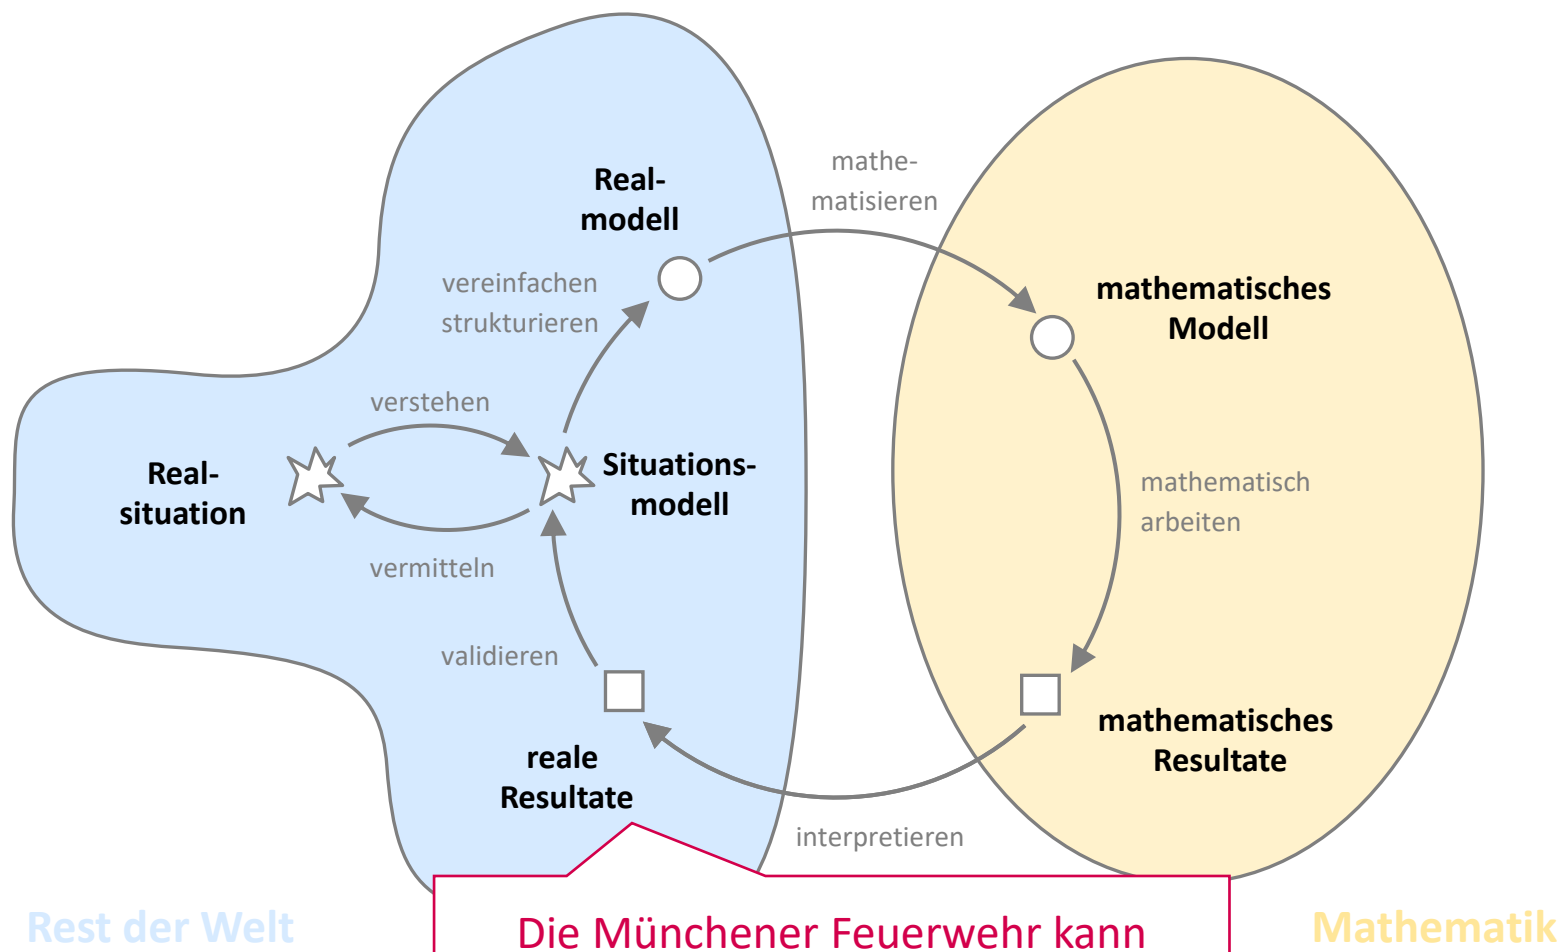 Real-
modell
mathe-
matisieren
vereinfachen
strukturieren
mathematisches
Modell
verstehen
Real-
situation
Situations-
modell
mathematisch
arbeiten
vermitteln
validieren
reale
Resultate
mathematisches
Resultate
interpretieren
Rest der Welt
Die Münchener Feuerwehr kann
Mathematik